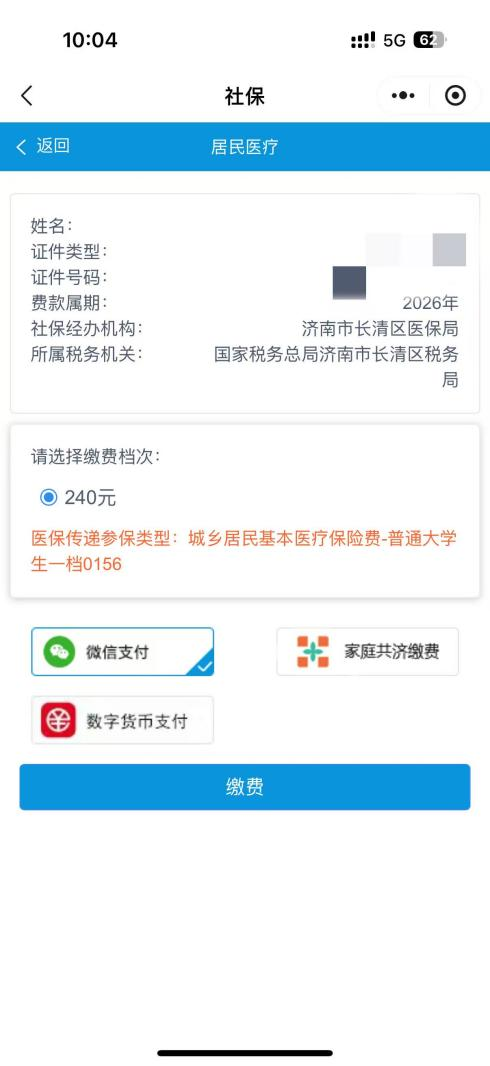 10:04
5G 62
社保
返回
居民医疗
姓名：
证件类型：
证件号码：
费款属期：
2026年
社保经办机构：
济南市长清区医保局
所属税务机关：
国家税务总局济南市长清区税务
局
请选择缴费档次：
240元
医保传递参保类型：城乡居民基本医疗保险费-普通大学
生一档0156
微信支付
家庭共济缴费
数字货币支付
缴费